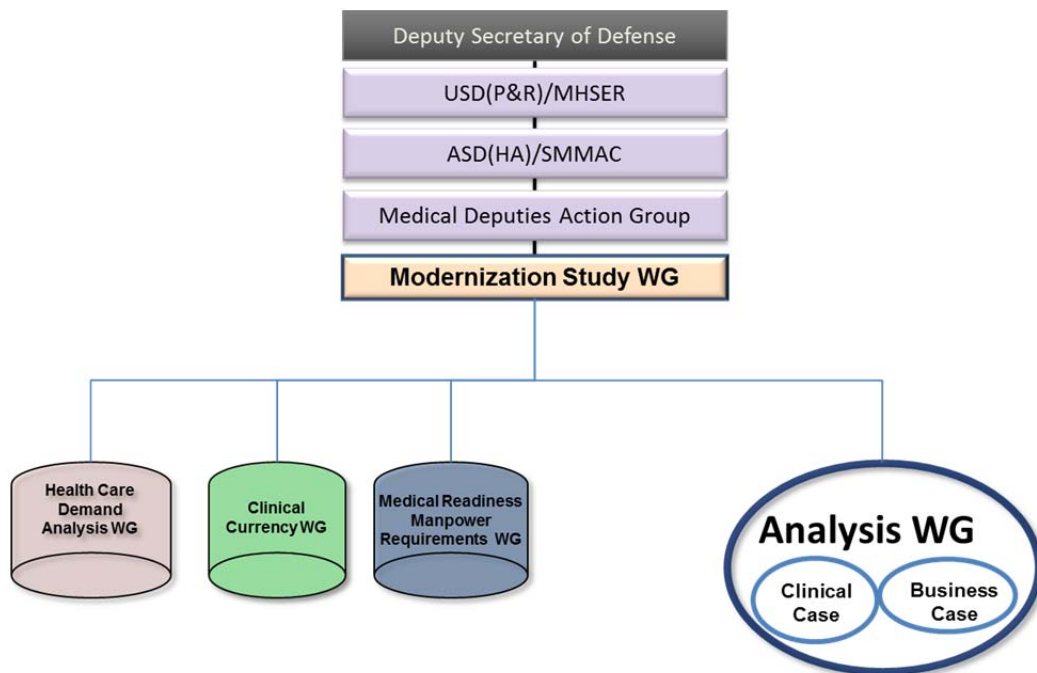 Deputy Secretary of Defense
USD(P&R)/MHSER
ASD(HA)/SMMAC
Medical Deputies Action Group
Modernization Study WG
Health Care
Demand
Analysis WG
Clinical
Currency WG
Medical Readiness
Manpower
Requirements WG
Analysis WG
Clinical
Case
Business
Case